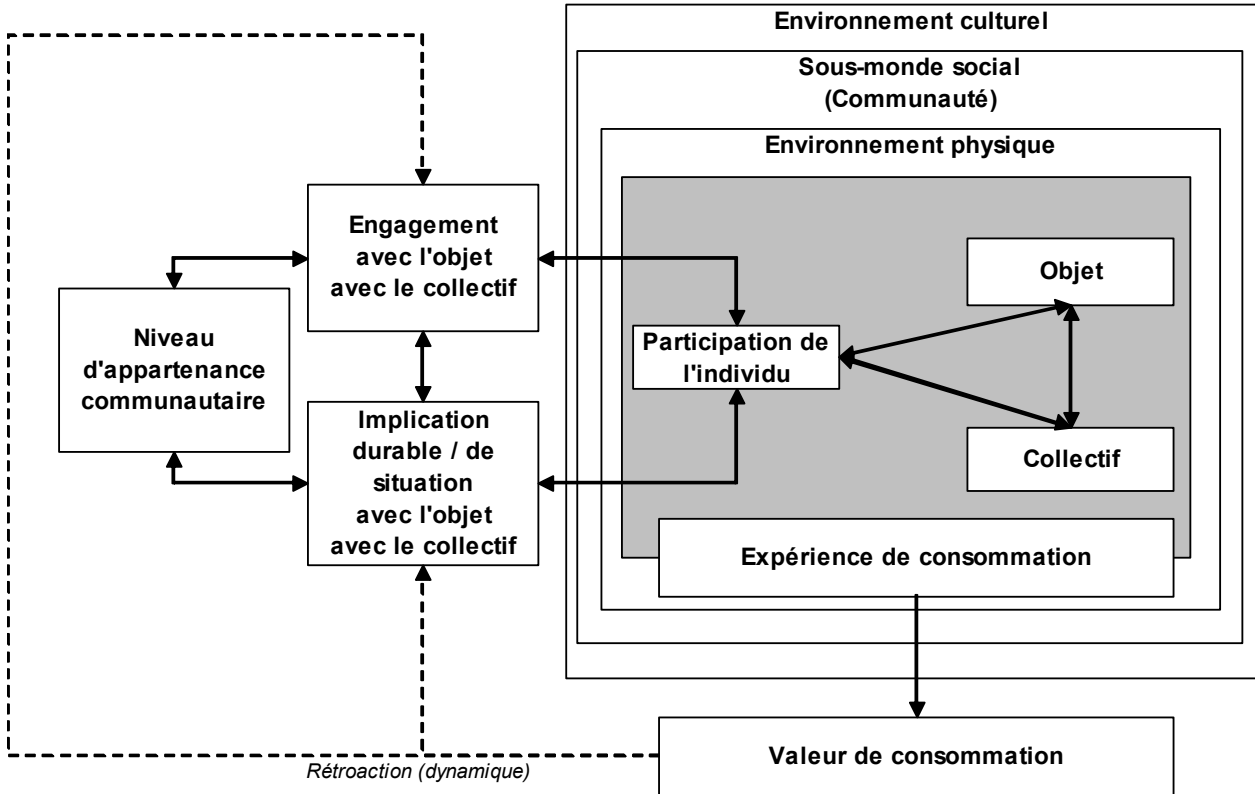 Environnement culturel
Sous-monde social
(Communauté)
Environnement physique
Engagement
avec l'objet
avec le collectif
Objet
Niveau
d'appartenance
communautaire
Participation de
l'individu
Implication
durable / de
situation
avec l'objet
avec le collectif
Collectif
Expérience de consommation
Valeur de consommation
Rétroaction (dynamique)